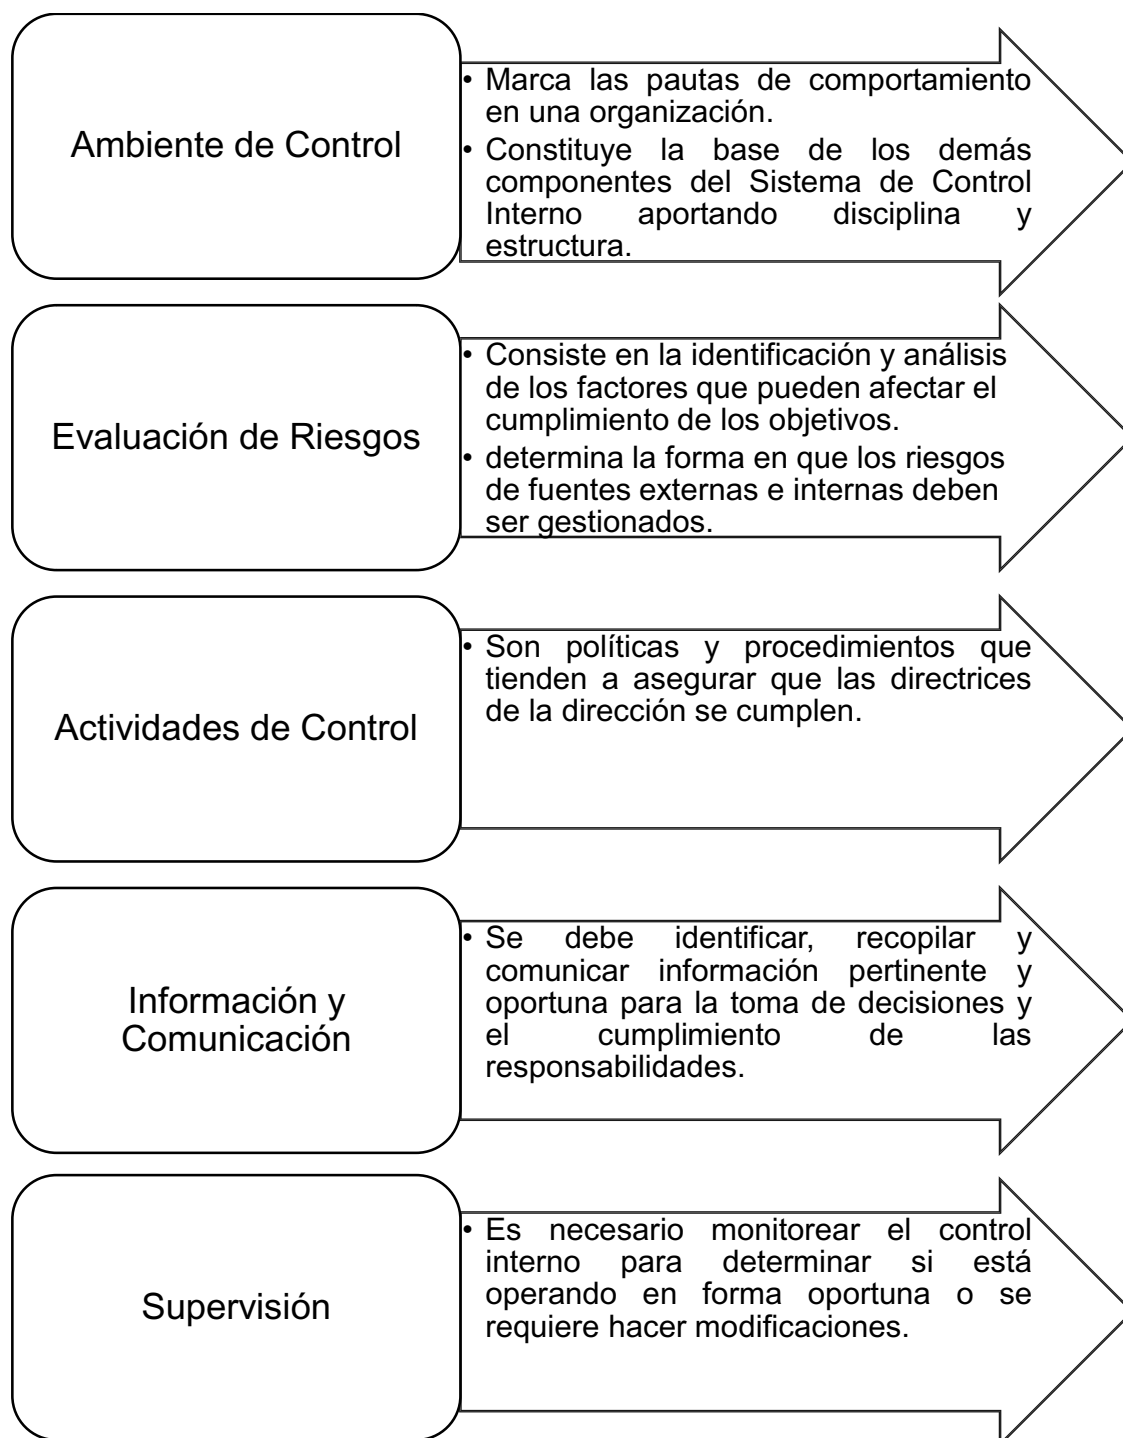 Ambiente de Control
• Marca las pautas de comportamiento
en una organización.
• Constituye la base de los demás
componentes del Sistema de Control
Interno aportando disciplina y
estructura.
Evaluación de Riesgos
• Consiste en la identificación y análisis
de los factores que pueden afectar el
cumplimiento de los objetivos.
• determina la forma en que los riesgos
de fuentes externas e internas deben
ser gestionados.
Actividades de Control
• Son políticas y procedimientos que
tienden a asegurar que las directrices
de la dirección se cumplen.
Información y
Comunicación
• Se debe identificar, recopilar y
comunicar información pertinente y
oportuna para la toma de decisiones y
el cumplimiento de las
responsabilidades.
Supervisión
• Es necesario monitorear el control
interno para determinar si está
operando en forma oportuna o se
requiere hacer modificaciones.